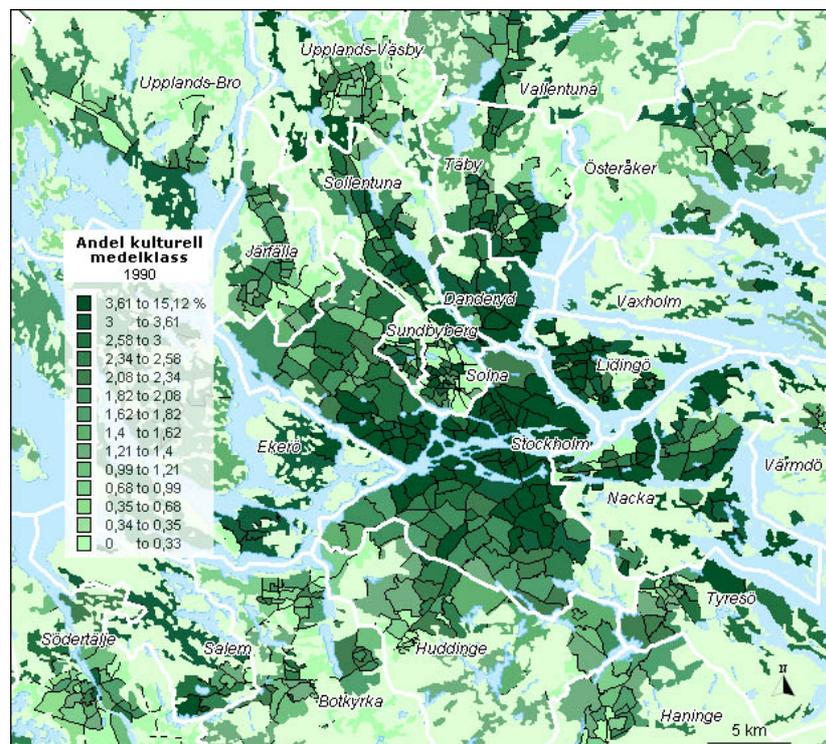 Upplands-Väsby
Upplands-Bro
Vallentuna
Täby
Österåker
Sollentuna
Järfälla
Andel kulturell
medelklass
1990
3,61 to 15,12 %
3 to 3,61
2,58 to 3
2,34 to 2,58
2,08 to 2,34
1,82 to 2,08
1,62 to 1,82
1,4 to 1,62
1,21 to 1,4
0,99 to 1,21
0,68 to 0,99
0,35 to 0,68
0,34 to 0,35
0 to 0,33
Danderyd
Vaxholm
Sundbyberg
Lidingö
Solna
Ekerö
Stockholm
Värmdö
Nacka
Tyresö
Södertälje
Salem
Huddinge
Botkyrka
Haninge
N
5 km